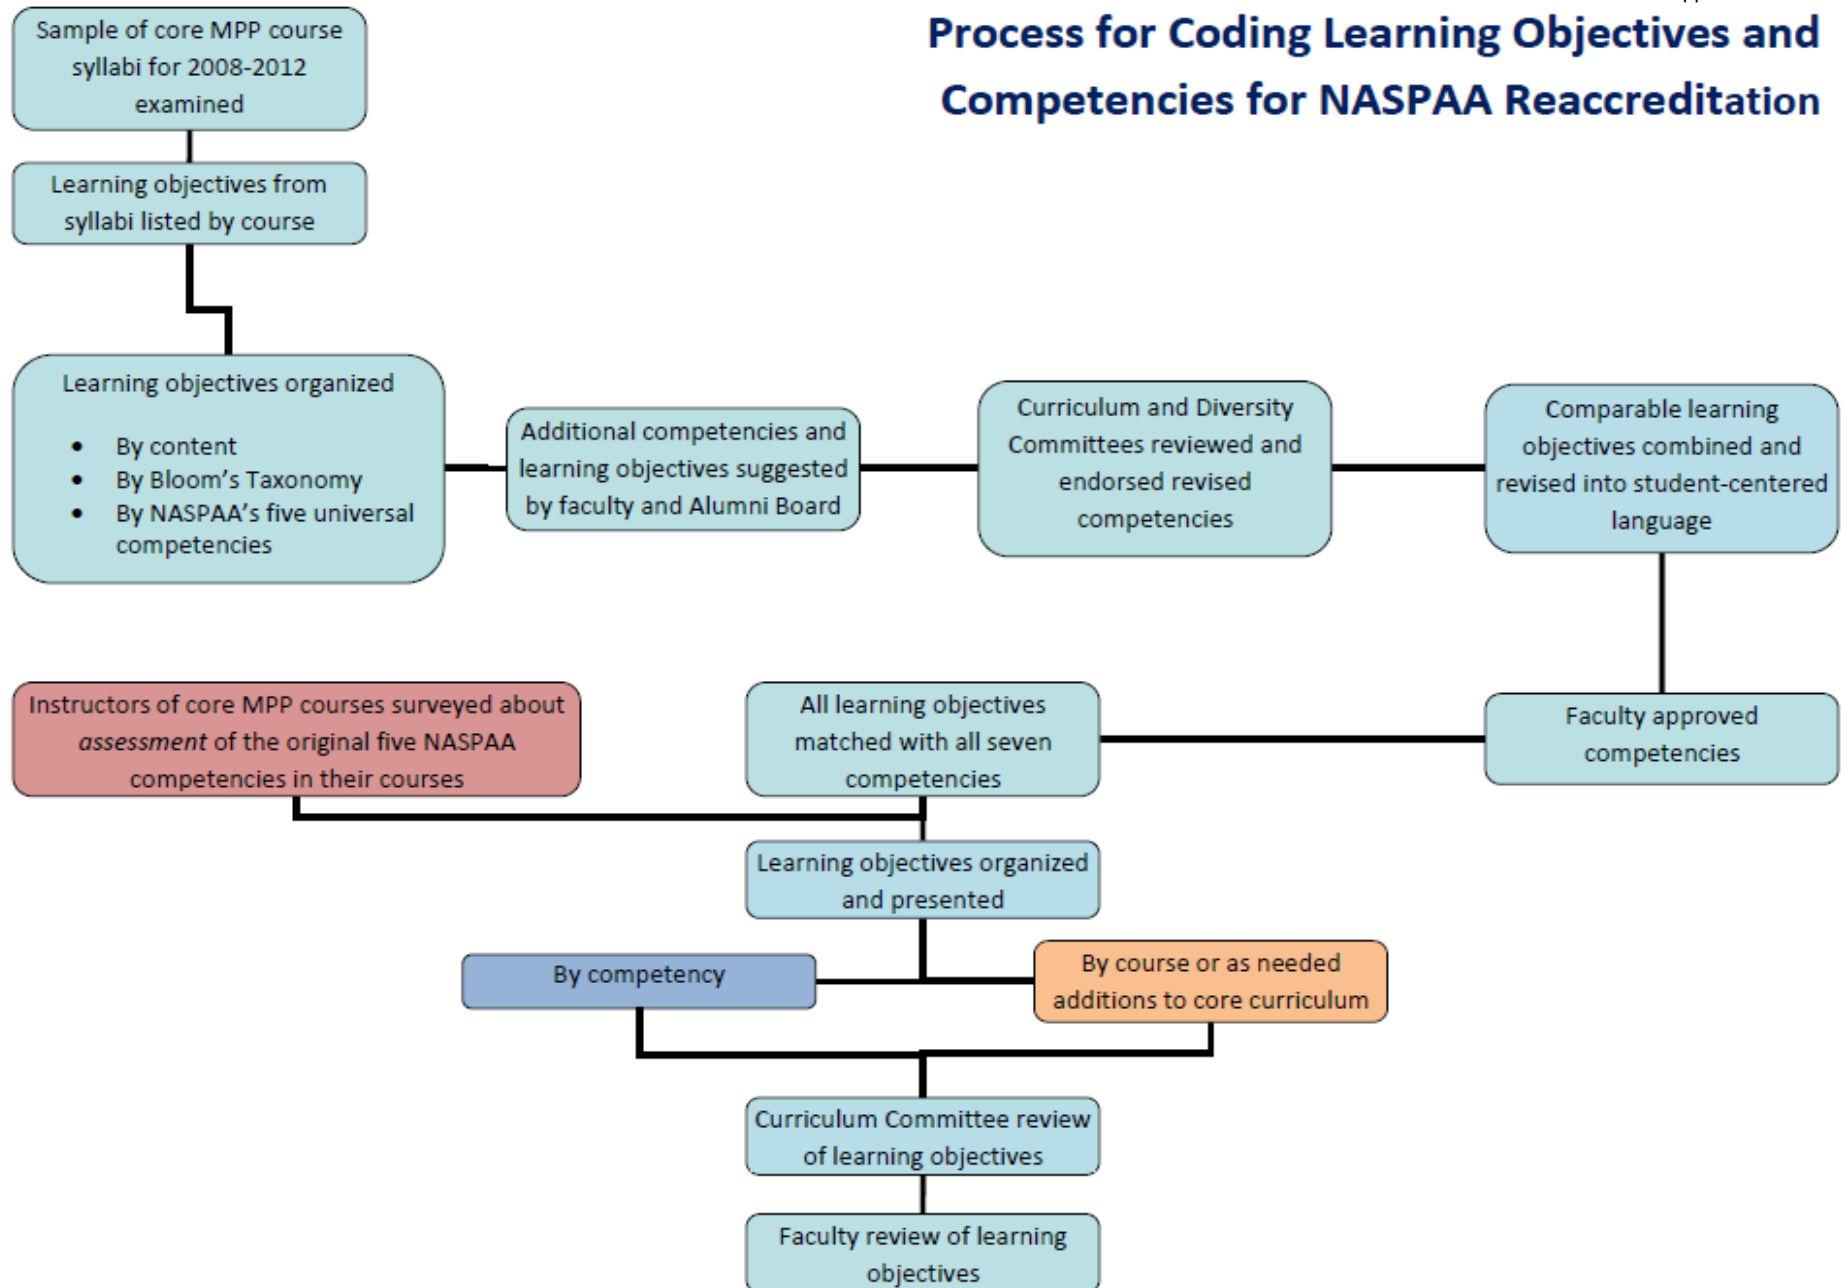 Process for Coding Learning Objectives and
Competencies for NASPAA Reaccreditation
Sample of core MPP course
syllabi for 2008-2012
examined
Learning objectives from
syllabi listed by course
Learning objectives organized
• By content
• By Bloom’s Taxonomy
• By NASPAA’s five universal
competencies
Additional competencies and
learning objectives suggested
by faculty and Alumni Board
Curriculum and Diversity
Committees reviewed and
endorsed revised
competencies
Comparable learning
objectives combined and
revised into student-centered
language
Faculty approved
competencies
All learning objectives
matched with all seven
competencies
Instructors of core MPP courses surveyed about
assessment of the original five NASPAA
competencies in their courses
Learning objectives organized
and presented
By competency
By course or as needed
additions to core curriculum
Curriculum Committee review
of learning objectives
Faculty review of learning
objectives